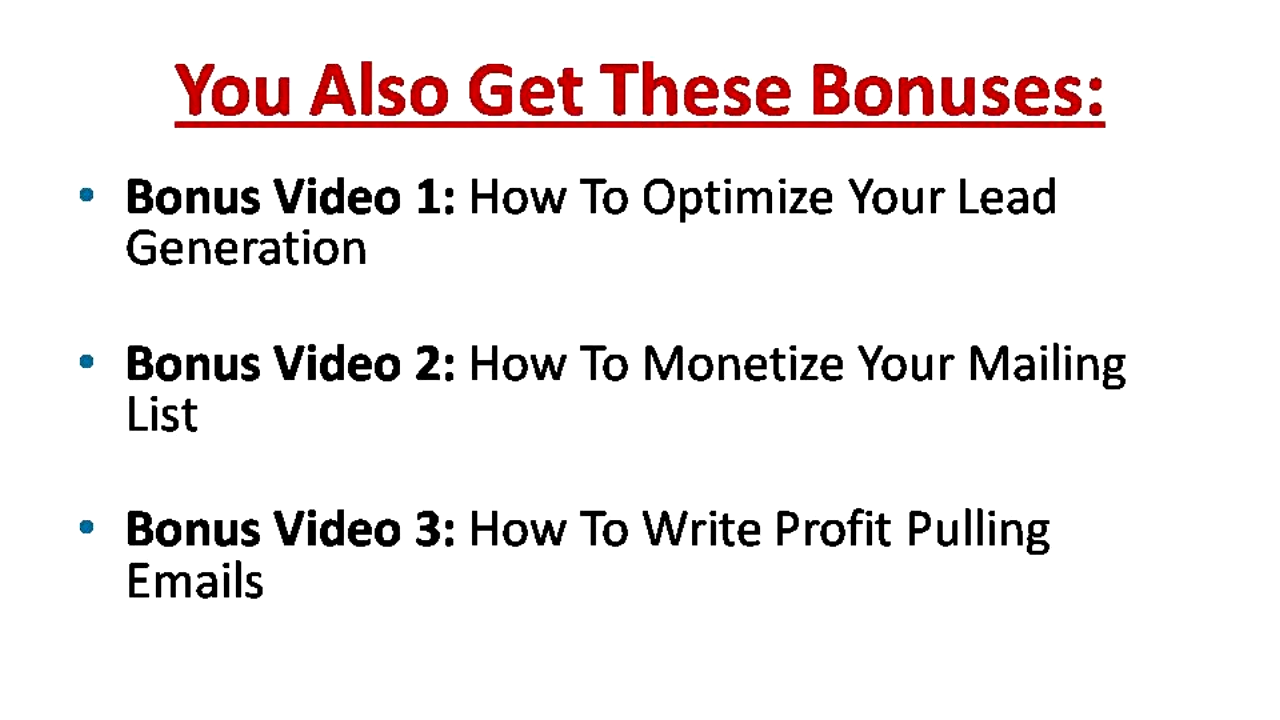 You Also Get These Bonuses:
• Bonus Video 1: How To Optimize Your Lead
Generation
• Bonus Video 2: How To Monetize Your Mailing
List
• Bonus Video 3: How To Write Profit Pulling
Emails